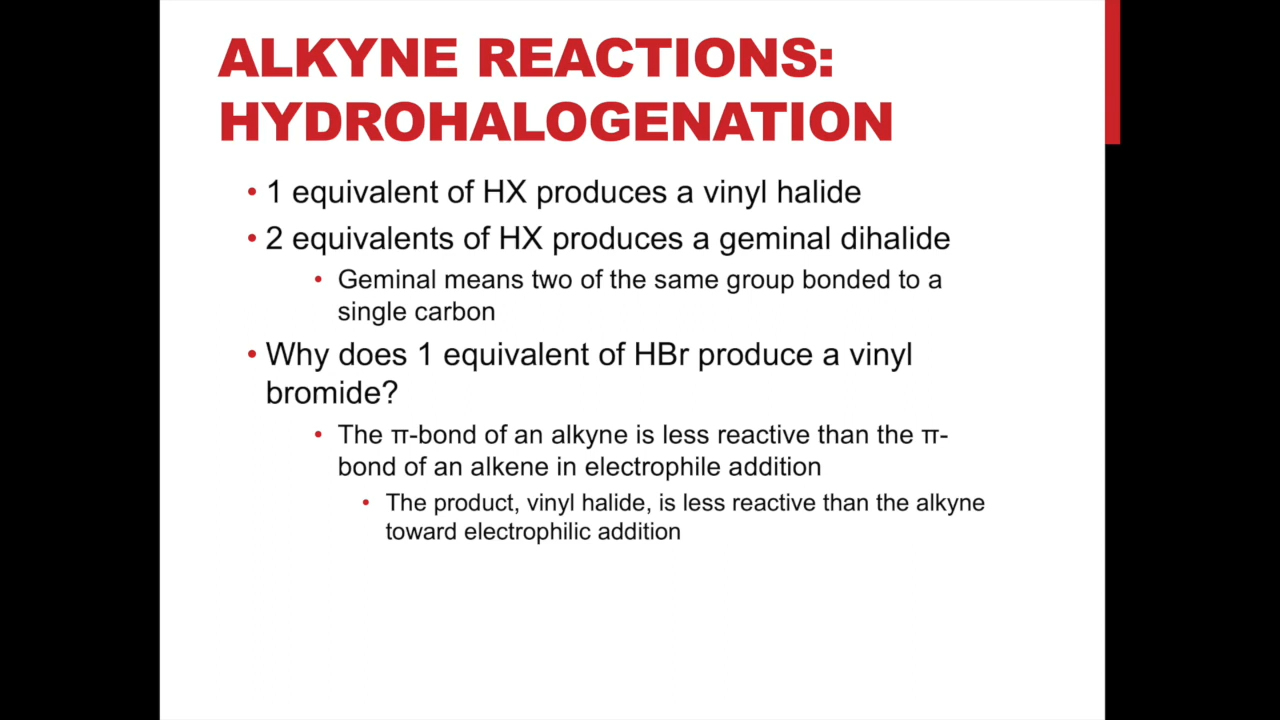 ALKYNE REACTIONS:
HYDROHALOGENATION
• 1 equivalent of HX produces a vinyl halide
• 2 equivalents of HX produces a geminal dihalide
• Geminal means two of the same group bonded to a
single carbon
• Why does 1 equivalent of HBr produce a vinyl
bromide?
• The π-bond of an alkyne is less reactive than the π-
bond of an alkene in electrophile addition
• The product, vinyl halide, is less reactive than the alkyne
toward electrophilic addition